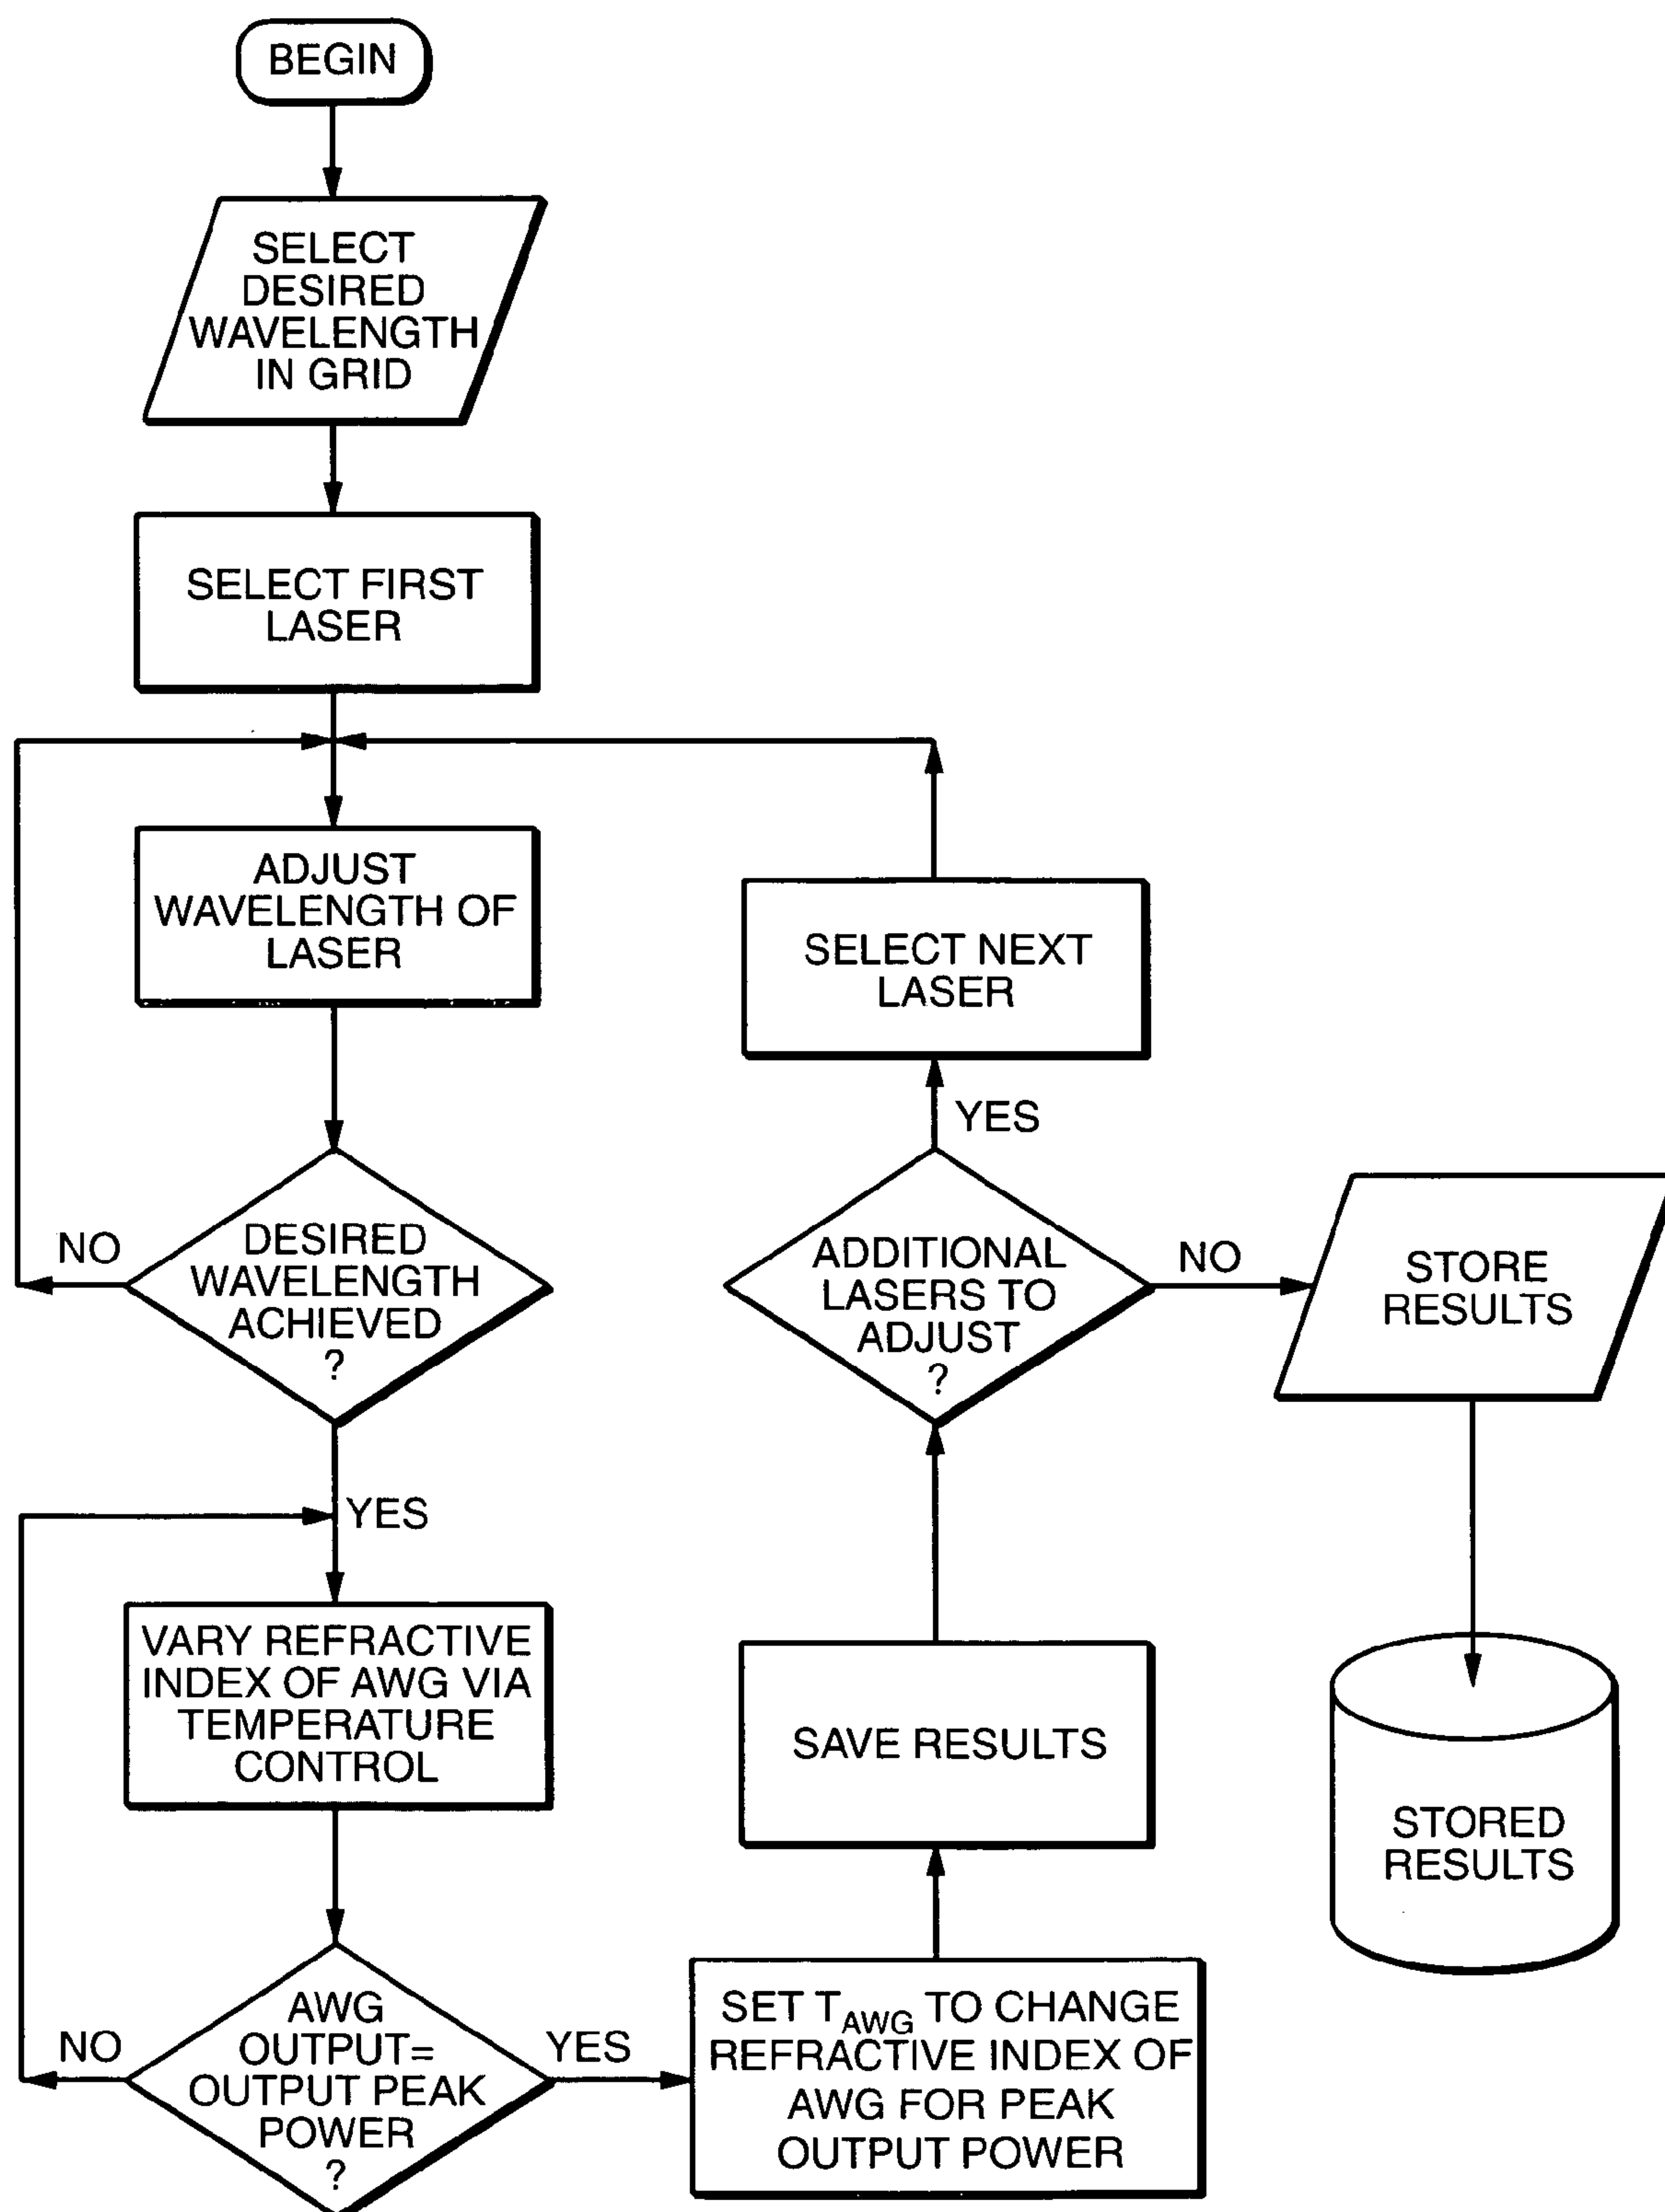 BEGIN
SELECT
DESIRED
WAVELENGTH
IN GRID
SELECT FIRST
LASER
ADJUST
WAVELENGTH OF
LASER
DESIRED
WAVELENGTH
ACHIEVED
?
NO
YES
VARY REFRACTIVE
INDEX OF AWG VIA
TEMPERATURE
CONTROL
AWG
OUTPUT=
OUTPUT PEAK
POWER
?
NO
YES
SET TAWG TO CHANGE
REFRACTIVE INDEX OF
AWG FOR PEAK
OUTPUT POWER
SAVE RESULTS
ADDITIONAL
LASERS TO
ADJUST
?
YES
SELECT NEXT
LASER
NO
STORE
RESULTS
STORED
RESULTS